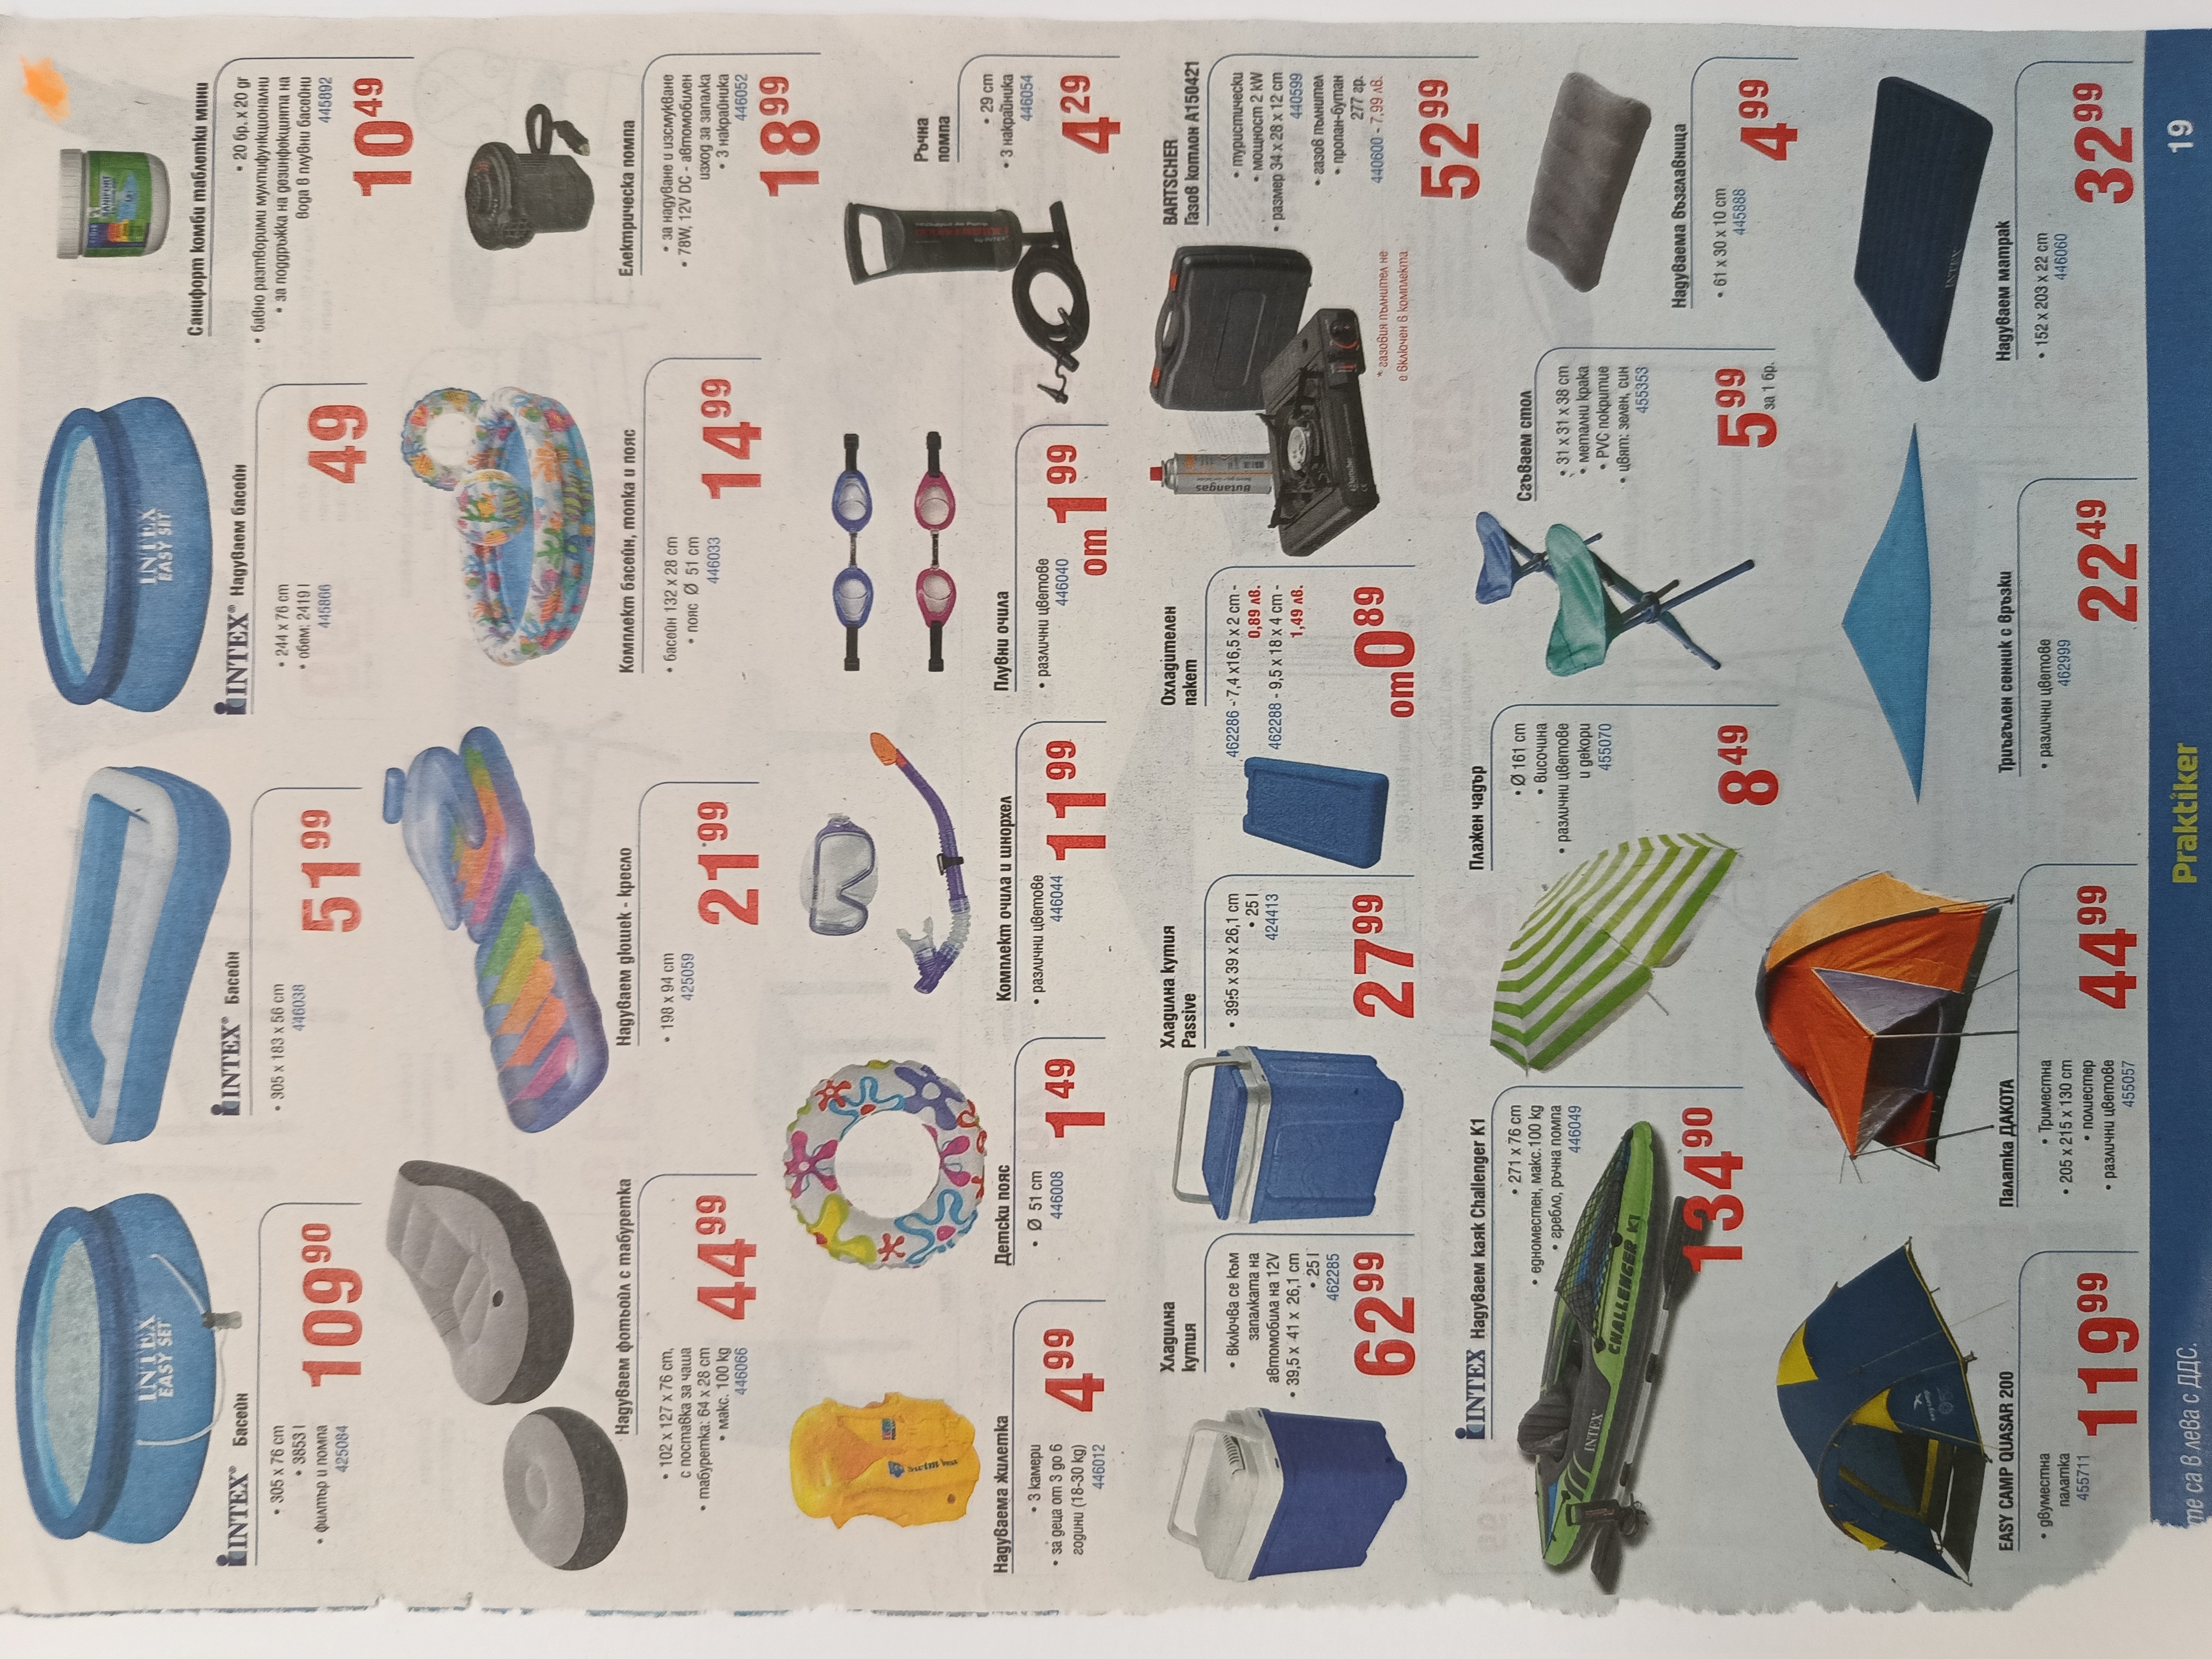 INTEX
EASY SET
INTEX® Басейн
• 305 x 76 cm
• 3853 l
• филтър и помпа
425084
109 90
INTEX® Басейн
• 305 x 183 x 56 cm
446038
51 99
INTEX
EASY SET
INTEX® Надуваем басейн
• 244 x 76 cm
• обем: 2419 l
445866
49
SANIFORT
Санифорт комби таблетки мини
• 20 бр. x 20 gr
• бавно разтворими мултифункционални
• за поддръжка на дезинфекцията на
вода в плувни басейни
445892
10 49
Надуваем фотьойл с табуретка
• 102 x 127 x 76 cm,
с поставка за чаша
• табуретка: 64 x 28 cm
• макс. 100 kg
446066
44 99
Надуваем дюшек - кресло
• 198 x 94 cm
425059
21 99
Комплект басейн, топка и пояс
• басейн 132 x 28 cm
• пояс Ø 51 cm
446033
14 99
Електрическа помпа
• за надуване и изсмукване
• 78W, 12V DC - автомобилен
изход за запалка
• 3 накрайника
446052
18 99
Надуваема жилетка
• 3 камери
• за деца от 3 до 6
години (18-30 kg)
446012
4 99
Детски пояс
• Ø 51 cm
446008
1 49
Комплект очила и шнорхел
• различни цветове
446044
11 99
Плувни очила
• различни цветове
446040
от 1 99
Ръчна
помпа
• 29 cm
• 3 накрайника
446054
4 29
Хладилна
кутия
• включва се към
запалката на
автомобила на 12V
• 39,5 x 41 x 26,1 cm
• 25 l
462285
62 99
Хладилна кутия
Passive
• 39.5 x 39 x 26,1 cm
• 25 l
424413
27 99
Охладителен
пакет
462286 - 7,4 x16,5 x 2 cm -
0,89 лв.
462288 - 9,5 x 18 x 4 cm -
1,49 лв.
от 0 89
Butangas
Bartscher
BARTSCHER
Газов котлон A150421
• туристически
• мощност 2 kW
• размер 34 x 28 x 12 cm
440599
• газов пълнител
• пропан-бутан
277 гр.
440600 - 7,99 лв.
* газовия пълнител не
е включен в комплекта
52 99
INTEX Надуваем каяк Challenger K1
• 271 x 76 cm
• едноместен, макс.100 kg
• гребло, ръчна помпа
446049
INTEX
CHALLENGER K1
134 90
Плажен чадър
• Ø 161 cm
• височина
• различни цветове
и декори
455070
8 49
Сгъваем стол
• 31 x 31 x 38 cm
• метални крака
• PVC покритие
• цвят: зелен, син
455353
5 99
за 1 бр.
Надуваема възглавница
• 61 x 30 x 10 cm
445888
4 99
easy camp
EASY CAMP QUASAR 200
• двуместна
палатка
455711
119 99
Палатка ДАКОТА
• Триместна
• 205 x 215 x 130 cm
• полиестер
• различни цветове
455057
44 99
Триъгълен сенник с връзки
• различни цветове
462999
22 49
INTEX
Надуваем матрак
• 152 x 203 x 22 cm
446060
32 99
те са в лева с ДДС.
Praktiker
19